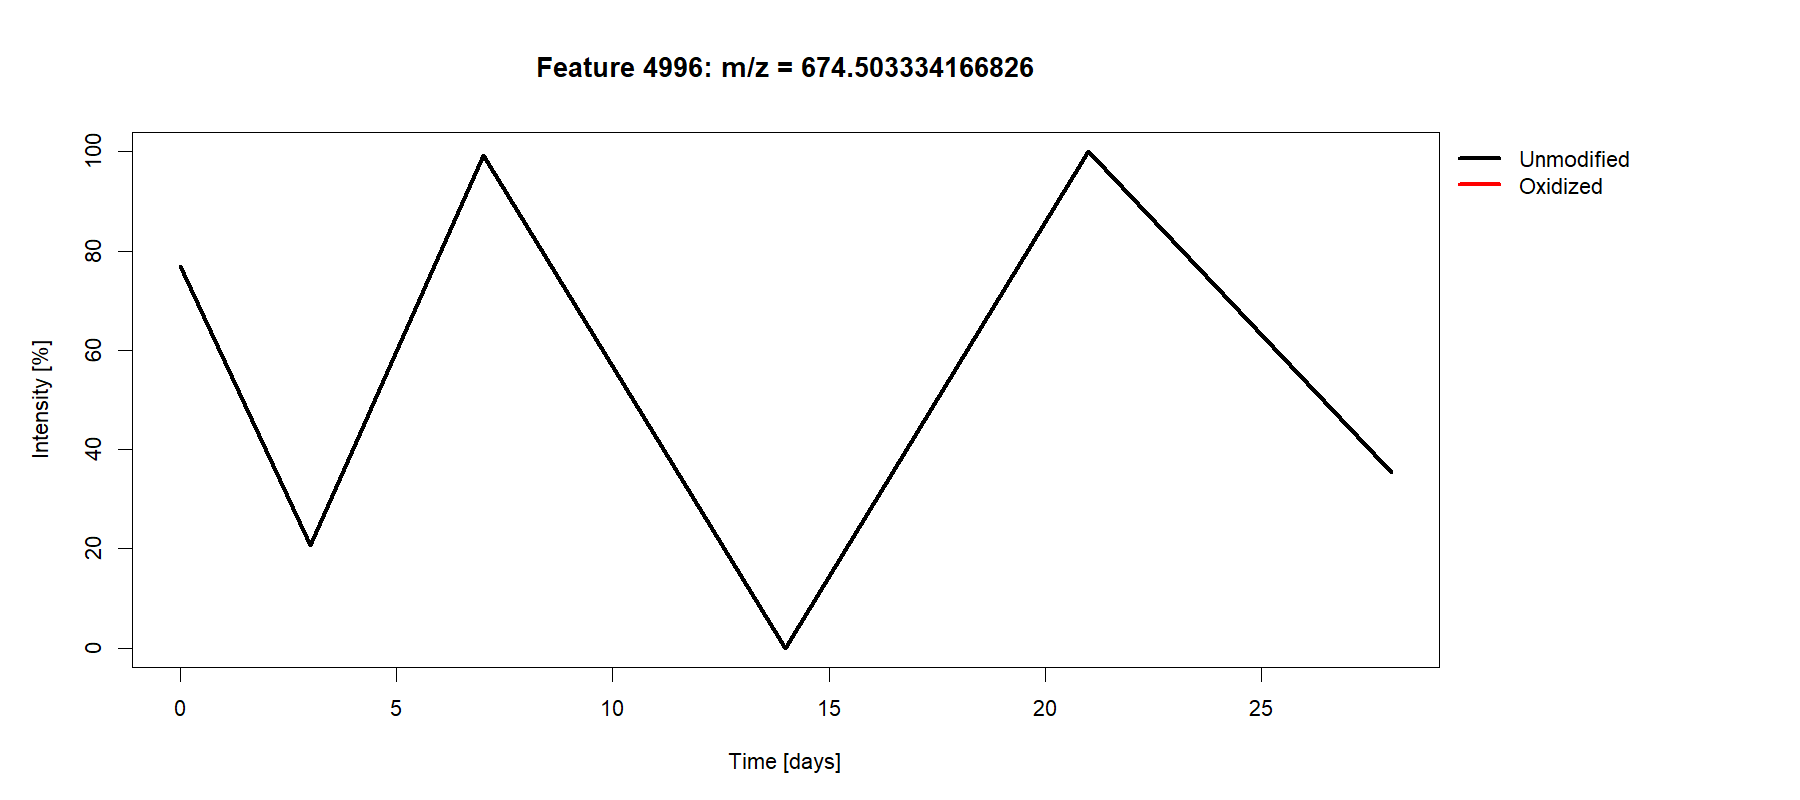 Feature 4996: m/z = 674.503334166826
Unmodified
Oxidized
Intensity [%]
100
80
60
40
20
0
0 5 10 15 20 25
Time [days]